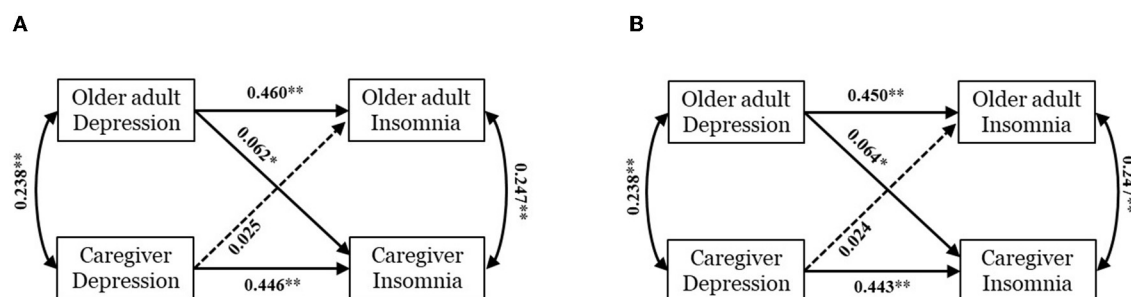 A
Older adult
Depression
0.460**
Older adult
Insomnia
0.062*
0.238**
0.247**
0.025
Caregiver
Depression
0.446**
Caregiver
Insomnia
B
Older adult
Depression
0.450**
Older adult
Insomnia
0.064*
0.238**
0.247**
0.024
Caregiver
Depression
0.443**
Caregiver
Insomnia